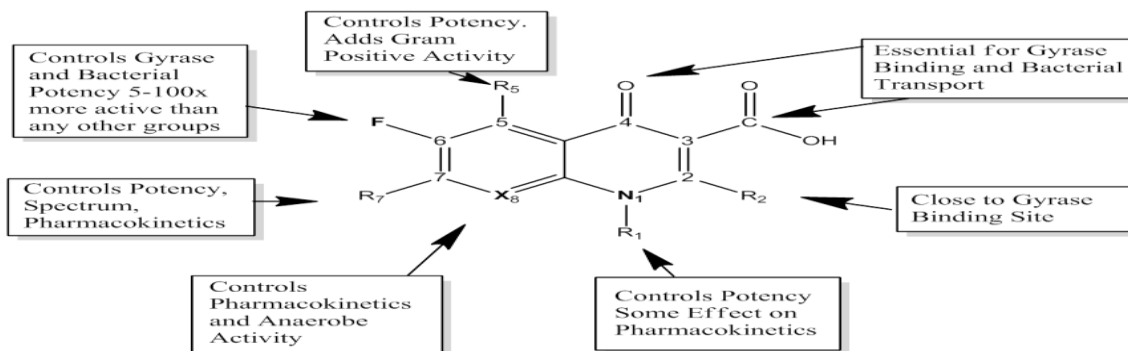 Controls Potency.
Adds Gram
Positive Activity
Controls Gyrase
and Bacterial
Potency 5-100x
more active than
any other groups
Essential for Gyrase
Binding and Bacterial
Transport
R5
O
O
F
5
4
C
OH
6
3
7
2
R7
X8
N1
R2
R1
Controls Potency,
Spectrum,
Pharmacokinetics
Close to Gyrase
Binding Site
Controls
Pharmacokinetics
and Anaerobe
Activity
Controls Potency
Some Effect on
Pharmacokinetics